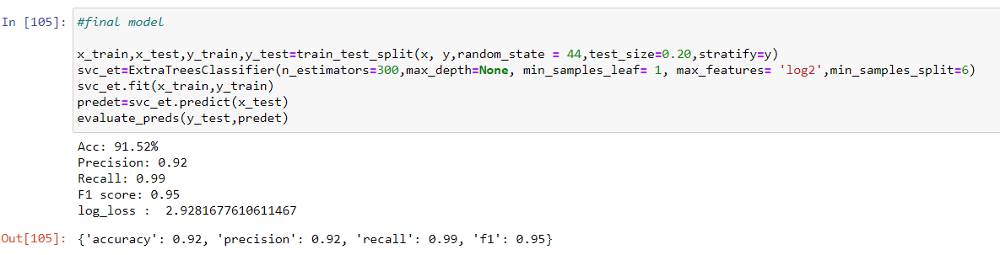 In [105]: #final model
x_train,x_test,y_train,y_test=train_test_split(x, y,random_state = 44,test_size=0.20,stratify=y)
svc_et=ExtraTreesClassifier(n_estimators=300,max_depth=None, min_samples_leaf= 1, max_features= 'log2',min_samples_split=6)
svc_et.fit(x_train,y_train)
predet=svc_et.predict(x_test)
evaluate_preds(y_test,predet)
Acc: 91.52%
Precision: 0.92
Recall: 0.99
F1 score: 0.95
log_loss :  2.9281677610611467
Out[105]: {'accuracy': 0.92, 'precision': 0.92, 'recall': 0.99, 'f1': 0.95}